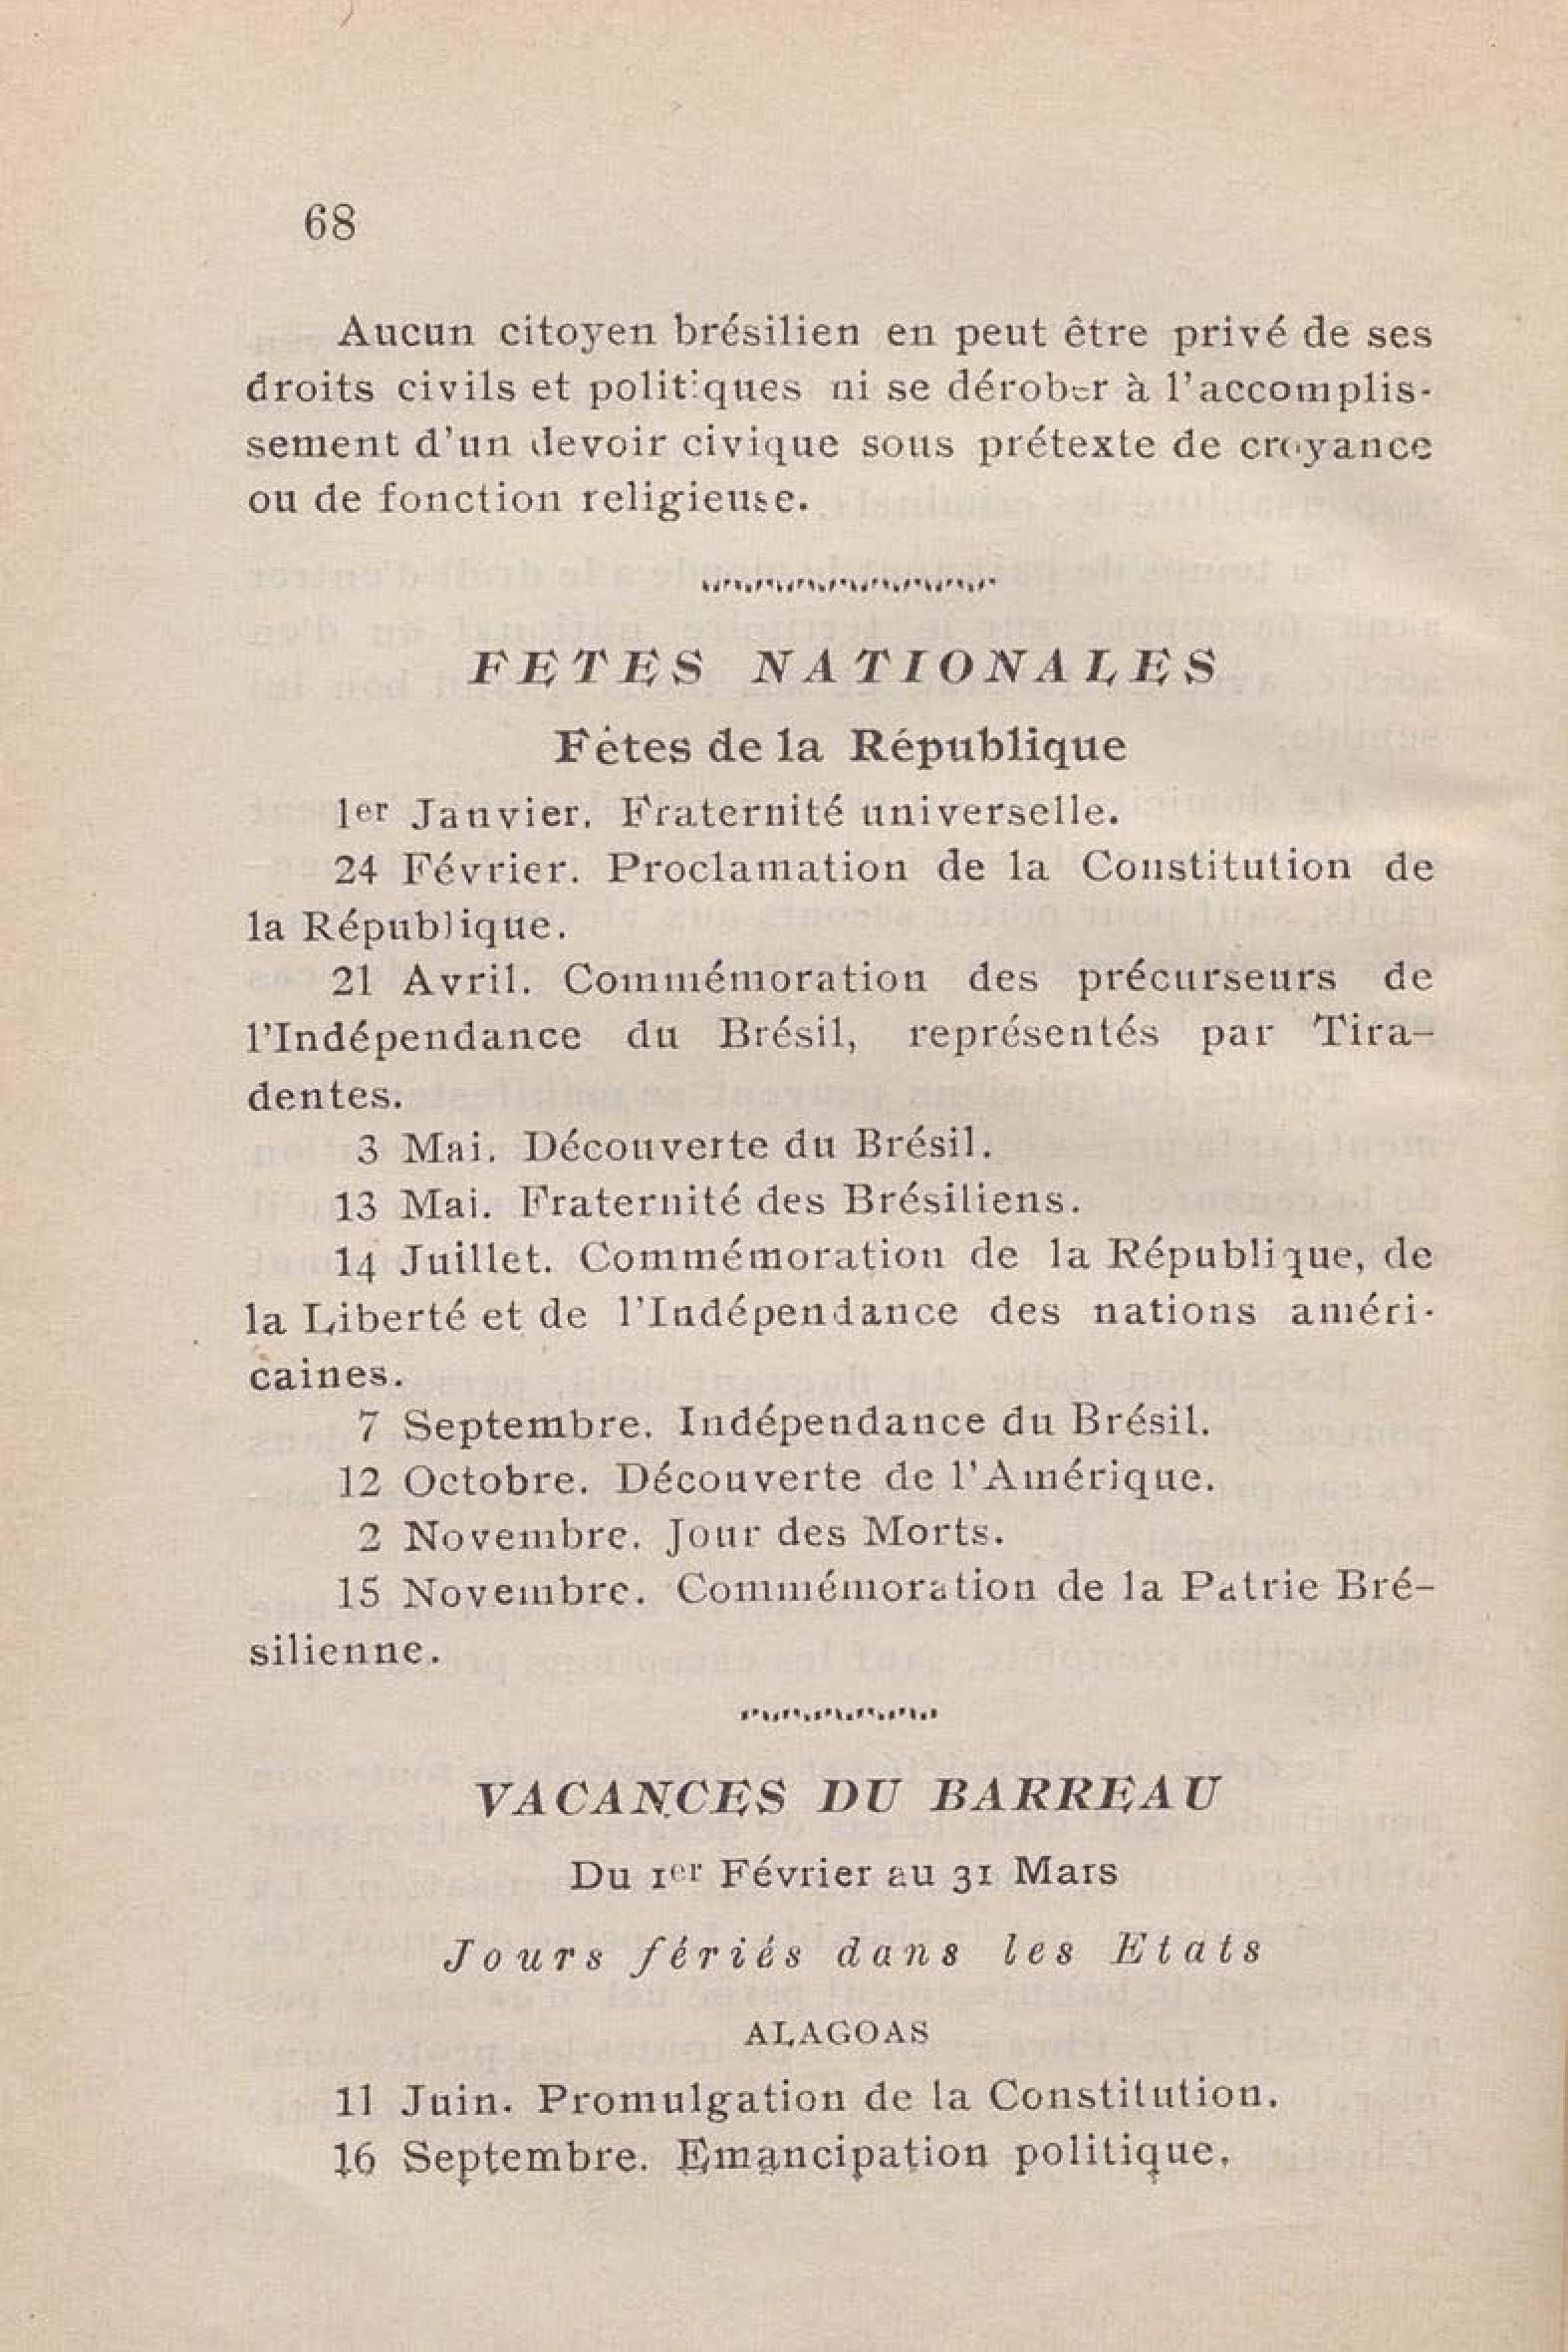 68
Aucun citoyen brésilien en peut être privé de ses
droits civils et politiques ni se dérober à l'accomplis-
sement d'un devoir civique sous prétexte de croyance
ou de fonction religieuse.
FETES NATIONALES
Fêtes de la République
1er Janvier. Fraternité universelle.
24 Février. Proclamation de la Constitution de
la République.
21 Avril. Commémoration des précurseurs de
l'Indépendance du Brésil, représentés par Tira-
dentes.
3 Mai. Découverte du Brésil.
13 Mai. Fraternité des Brésiliens.
14 Juillet. Commémoration de la République, de
la Liberté et de l'Indépendance des nations améri-
caines.
7 Septembre. Indépendance du Brésil.
12 Octobre. Découverte de l'Amérique.
2 Novembre. Jour des Morts.
15 Novembre. Commémoration de la Patrie Bré-
silienne.
VACANCES DU BARREAU
Du 1er Février au 31 Mars
Jours fériés dans les Etats
ALAGOAS
11 Juin. Promulgation de la Constitution.
16 Septembre. Emancipation politique.